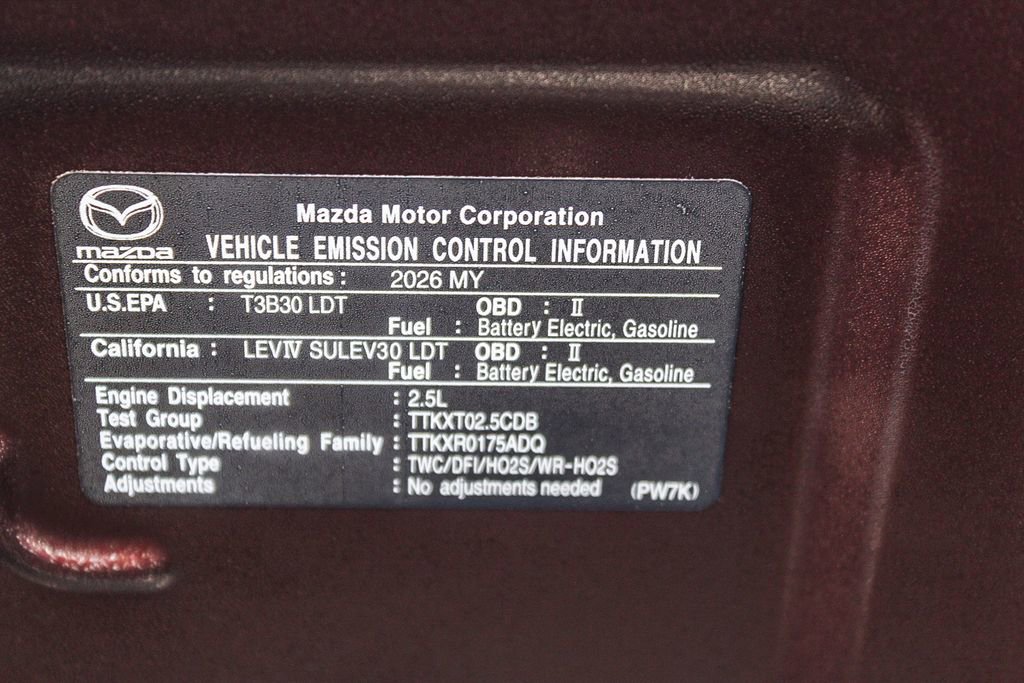 Mazda Motor Corporation
mazda VEHICLE EMISSION CONTROL INFORMATION
Conforms to regulations : 2026 MY
U.S.EPA : T3B30 LDT OBD : II
Fuel : Battery Electric, Gasoline
California : LEVIV SULEV30 LDT OBD : II
Fuel : Battery Electric, Gasoline
Engine Displacement : 2.5L
Test Group : TTKXT02.5CDB
Evaporative/Refueling Family : TTKXR0175ADQ
Control Type : TWC/DFI/HO2S/WR-HO2S
Adjustments : No adjustments needed (PW7K)